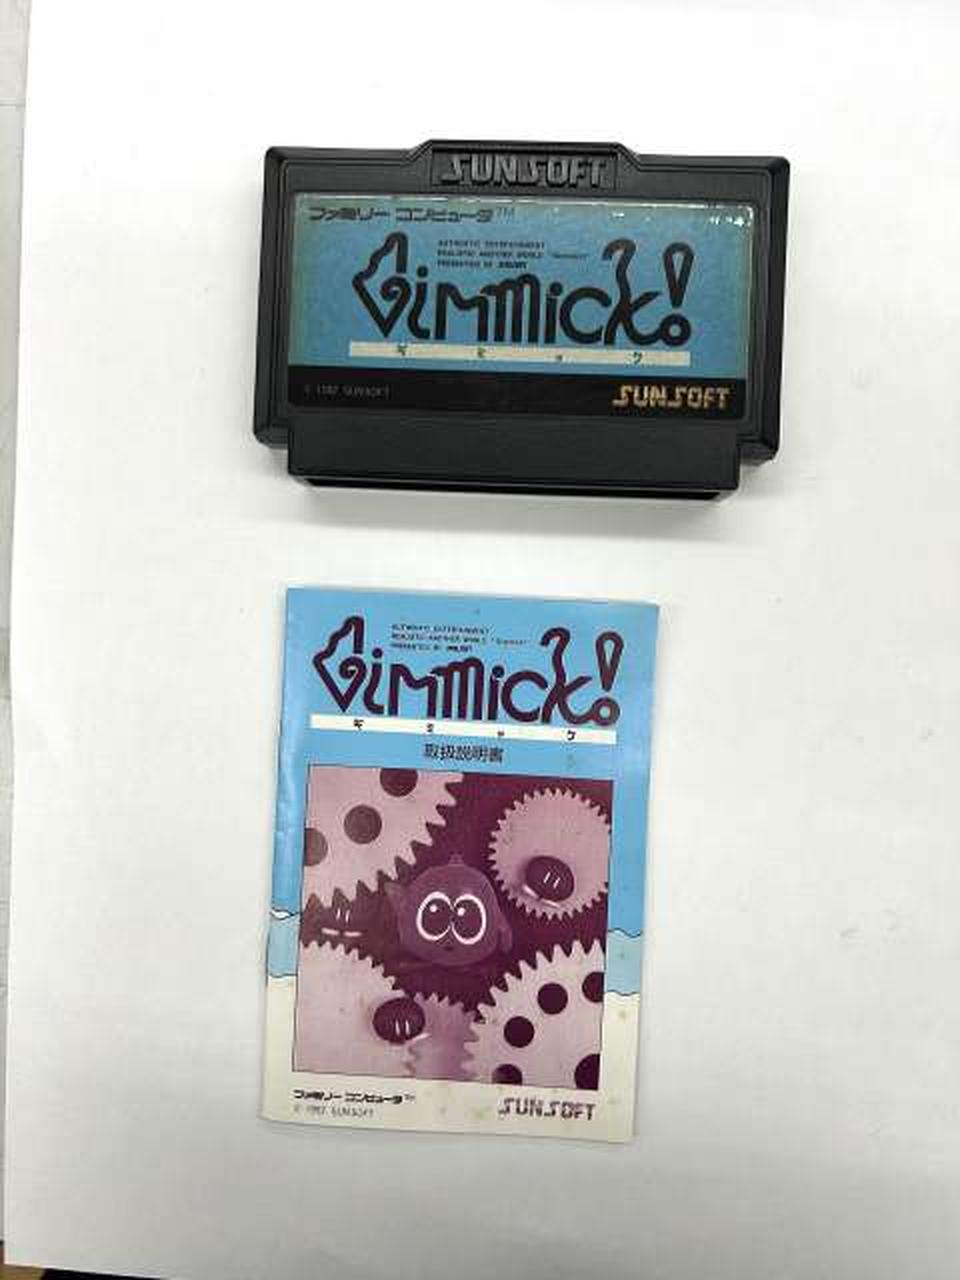 SUNSOFT
ファミリー コンピュータ™
AUTHENTIC ENTERTAINMENT
REALISTIC ANOTHER WORLD "Gimmick!"
PRESENTED BY SUNSOFT
Gimmick!
ギミック
© 1992 SUNSOFT
SUNSOFT
AUTHENTIC ENTERTAINMENT
REALISTIC ANOTHER WORLD "Gimmick!"
PRESENTED BY SUNSOFT
Gimmick!
ギミック
取扱説明書
ファミリー コンピュータ™
© 1992 SUNSOFT
SUNSOFT